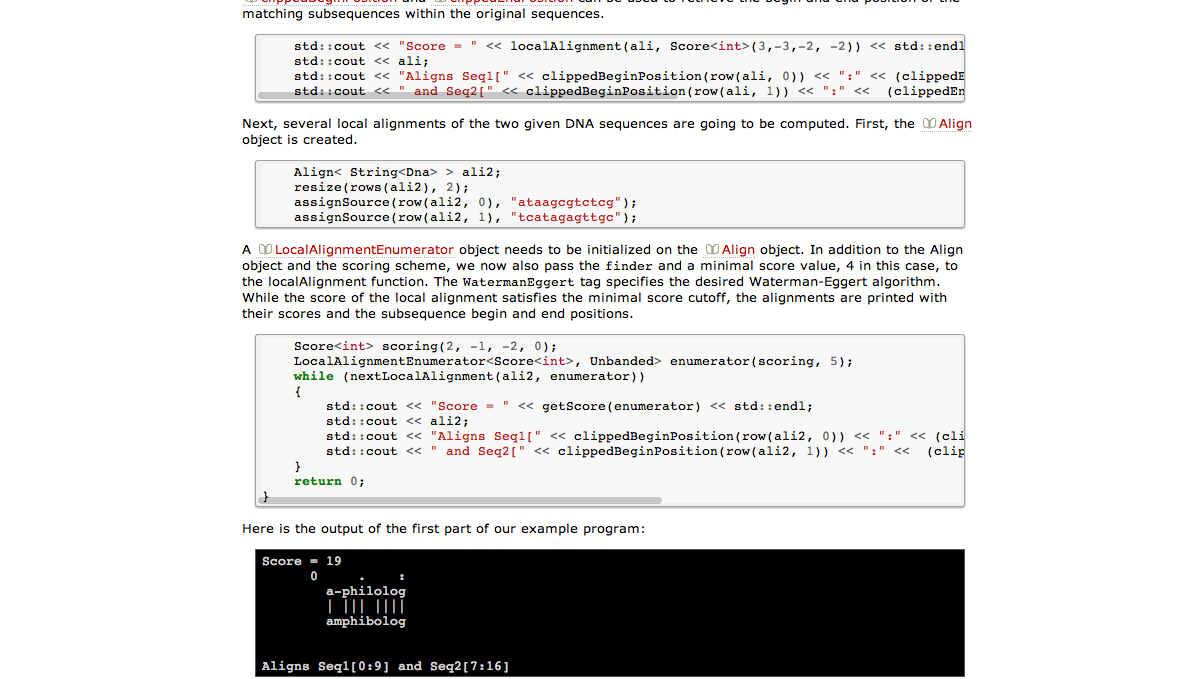 matching subsequences within the original sequences.
std::cout << "Score = " << localAlignment(ali, Score<int>(3,-3,-2, -2)) << std::endl
std::cout << ali;
std::cout << "Aligns Seq1[" << clippedBeginPosition(row(ali, 0)) << ":" << (clippedE
std::cout << " and Seq2[" << clippedBeginPosition(row(ali, 1)) << ":" <<  (clippedEn
Next, several local alignments of the two given DNA sequences are going to be computed. First, the Align
object is created.
Align< String<Dna> > ali2;
resize(rows(ali2), 2);
assignSource(row(ali2, 0), "ataagcgtctcg");
assignSource(row(ali2, 1), "tcatagagttgc");
A LocalAlignmentEnumerator object needs to be initialized on the Align object. In addition to the Align
object and the scoring scheme, we now also pass the finder and a minimal score value, 4 in this case, to
the localAlignment function. The WatermanEggert tag specifies the desired Waterman-Eggert algorithm.
While the score of the local alignment satisfies the minimal score cutoff, the alignments are printed with
their scores and the subsequence begin and end positions.
Score<int> scoring(2, -1, -2, 0);
LocalAlignmentEnumerator<Score<int>, Unbanded> enumerator(scoring, 5);
while (nextLocalAlignment(ali2, enumerator))
{
std::cout << "Score = " << getScore(enumerator) << std::endl;
std::cout << ali2;
std::cout << "Aligns Seq1[" << clippedBeginPosition(row(ali2, 0)) << ":" << (cli
std::cout << " and Seq2[" << clippedBeginPosition(row(ali2, 1)) << ":" <<  (clip
}
return 0;
}
Here is the output of the first part of our example program:
Score = 19
0     .    :
a-philolog
| ||| ||||
amphibolog
Aligns Seq1[0:9] and Seq2[7:16]